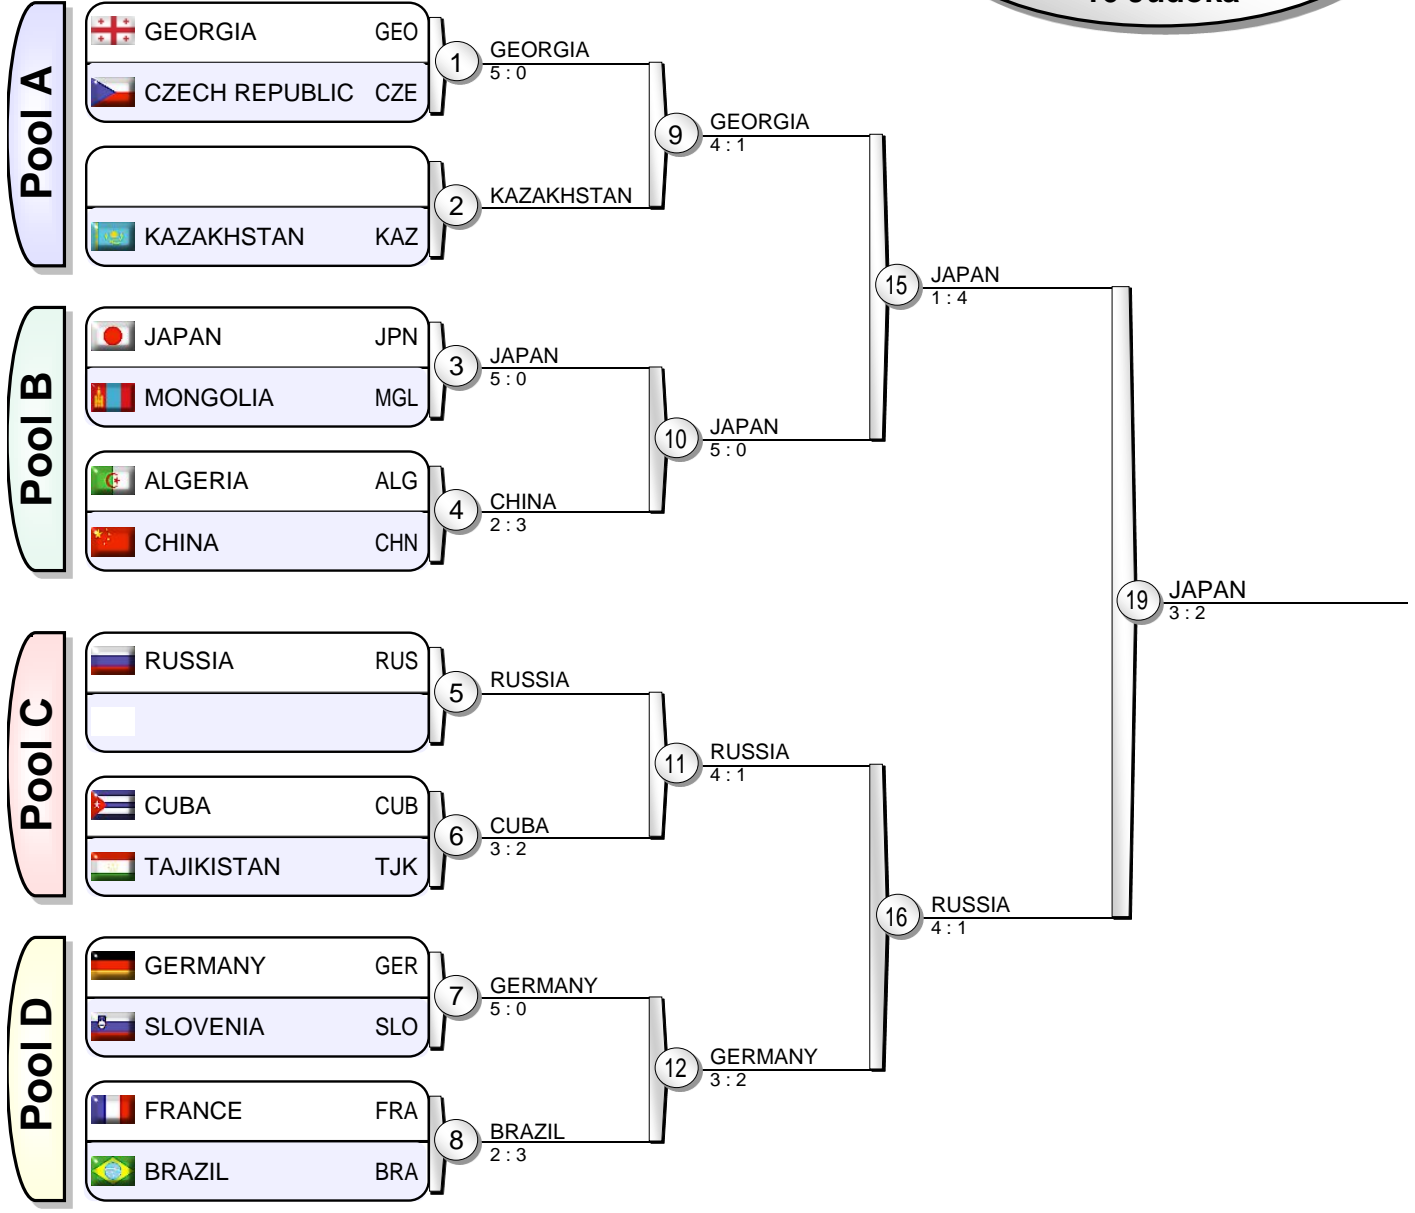 Pool A
GEORGIA GEO
CZECH REPUBLIC CZE
KAZAKHSTAN KAZ
1
GEORGIA
5 : 0
2
KAZAKHSTAN
9
GEORGIA
4 : 1
Pool B
JAPAN JPN
MONGOLIA MGL
ALGERIA ALG
CHINA CHN
3
JAPAN
5 : 0
4
CHINA
2 : 3
10
JAPAN
5 : 0
15
JAPAN
1 : 4
Pool C
RUSSIA RUS
CUBA CUB
TAJIKISTAN TJK
5
RUSSIA
6
CUBA
3 : 2
11
RUSSIA
4 : 1
Pool D
GERMANY GER
SLOVENIA SLO
FRANCE FRA
BRAZIL BRA
7
GERMANY
5 : 0
8
BRAZIL
2 : 3
12
GERMANY
3 : 2
16
RUSSIA
4 : 1
19
JAPAN
3 : 2